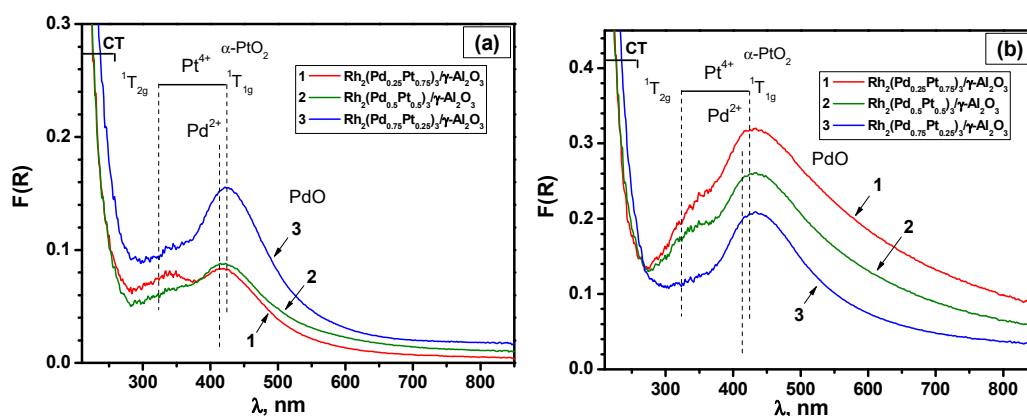 (a)
CT
α-PtO₂
Pt⁴⁺
¹T₂g
¹T₁g
1 Rh₂(Pd₀.₂₅Pt₀.₇₅)₃/γ-Al₂O₃
2 Rh₂(Pd₀.₅Pt₀.₅)₃/γ-Al₂O₃
3 Rh₂(Pd₀.₇₅Pt₀.₂₅)₃/γ-Al₂O₃
Pd²⁺
PdO
3
2
1
F(R)
0.3
0.2
0.1
0.0
300 400 500 600 700 800
λ, nm
(b)
CT
α-PtO₂
Pt⁴⁺
¹T₂g
¹T₁g
1 Rh₂(Pd₀.₂₅Pt₀.₇₅)₃/γ-Al₂O₃
2 Rh₂(Pd₀.₅Pt₀.₅)₃/γ-Al₂O₃
3 Rh₂(Pd₀.₇₅Pt₀.₂₅)₃/γ-Al₂O₃
Pd²⁺
PdO
1
2
3
F(R)
0.4
0.3
0.2
0.1
0.0
300 400 500 600 700 800
λ, nm